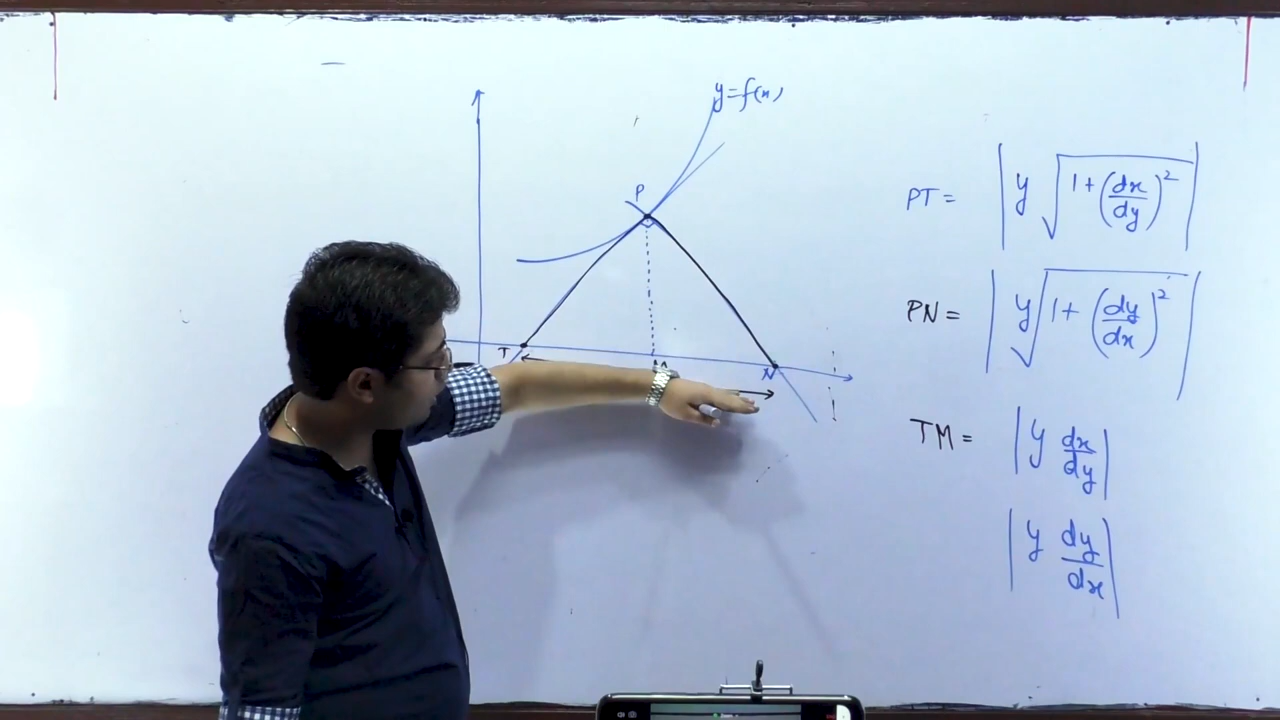 y=f(x)
P
T
N
PT = | y √(1+(dx/dy)²) |
PN = | y √(1+(dy/dx)²) |
TM = | y dx/dy |
| y dy/dx |